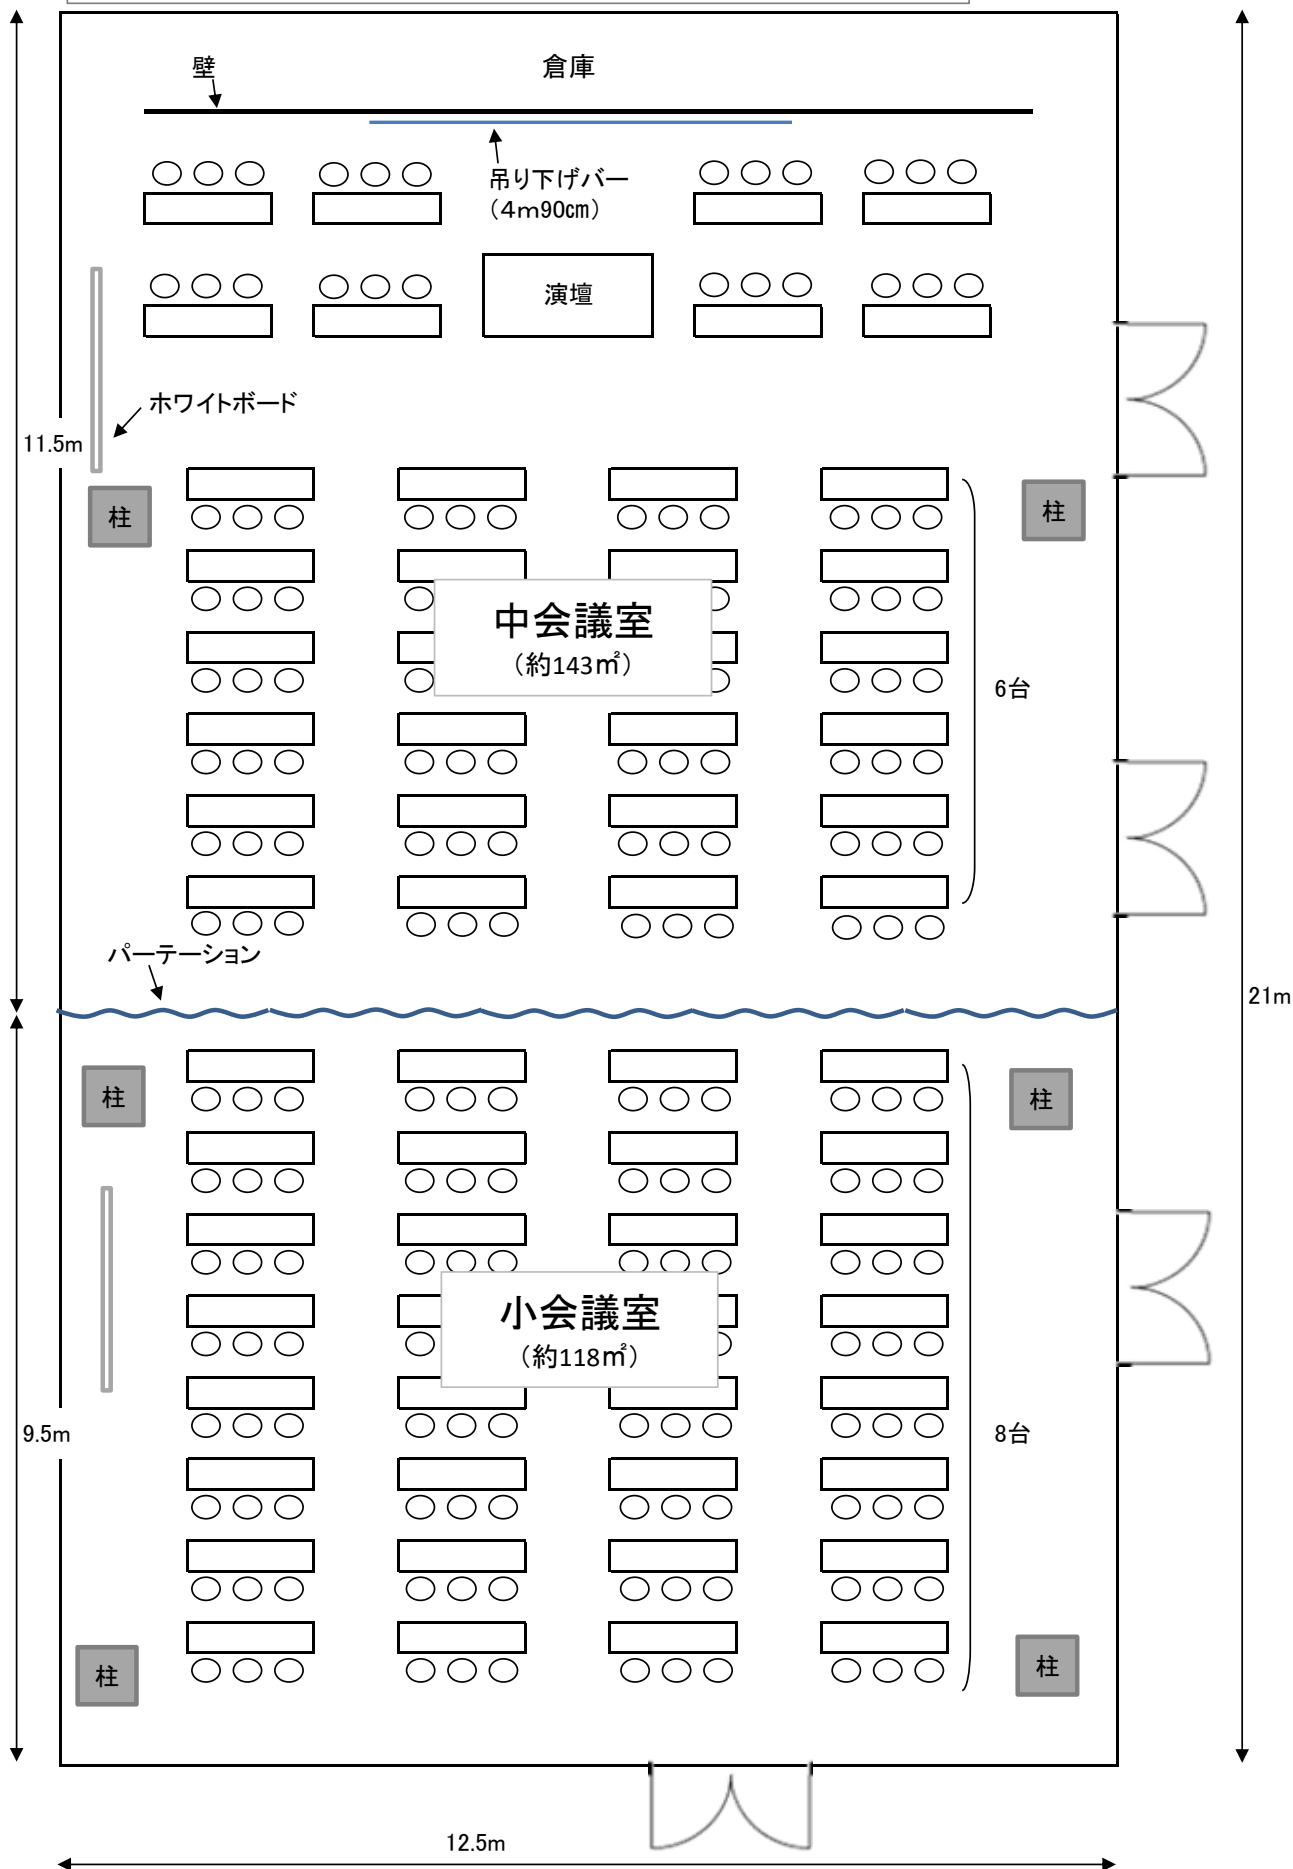 壁
倉庫
吊り下げバー
（4m90㎝）
演壇
ホワイトボード
11.5m
柱
柱
中会議室
（約143㎡）
6台
パーテーション
21m
柱
柱
小会議室
（約118㎡）
9.5m
8台
柱
柱
12.5m